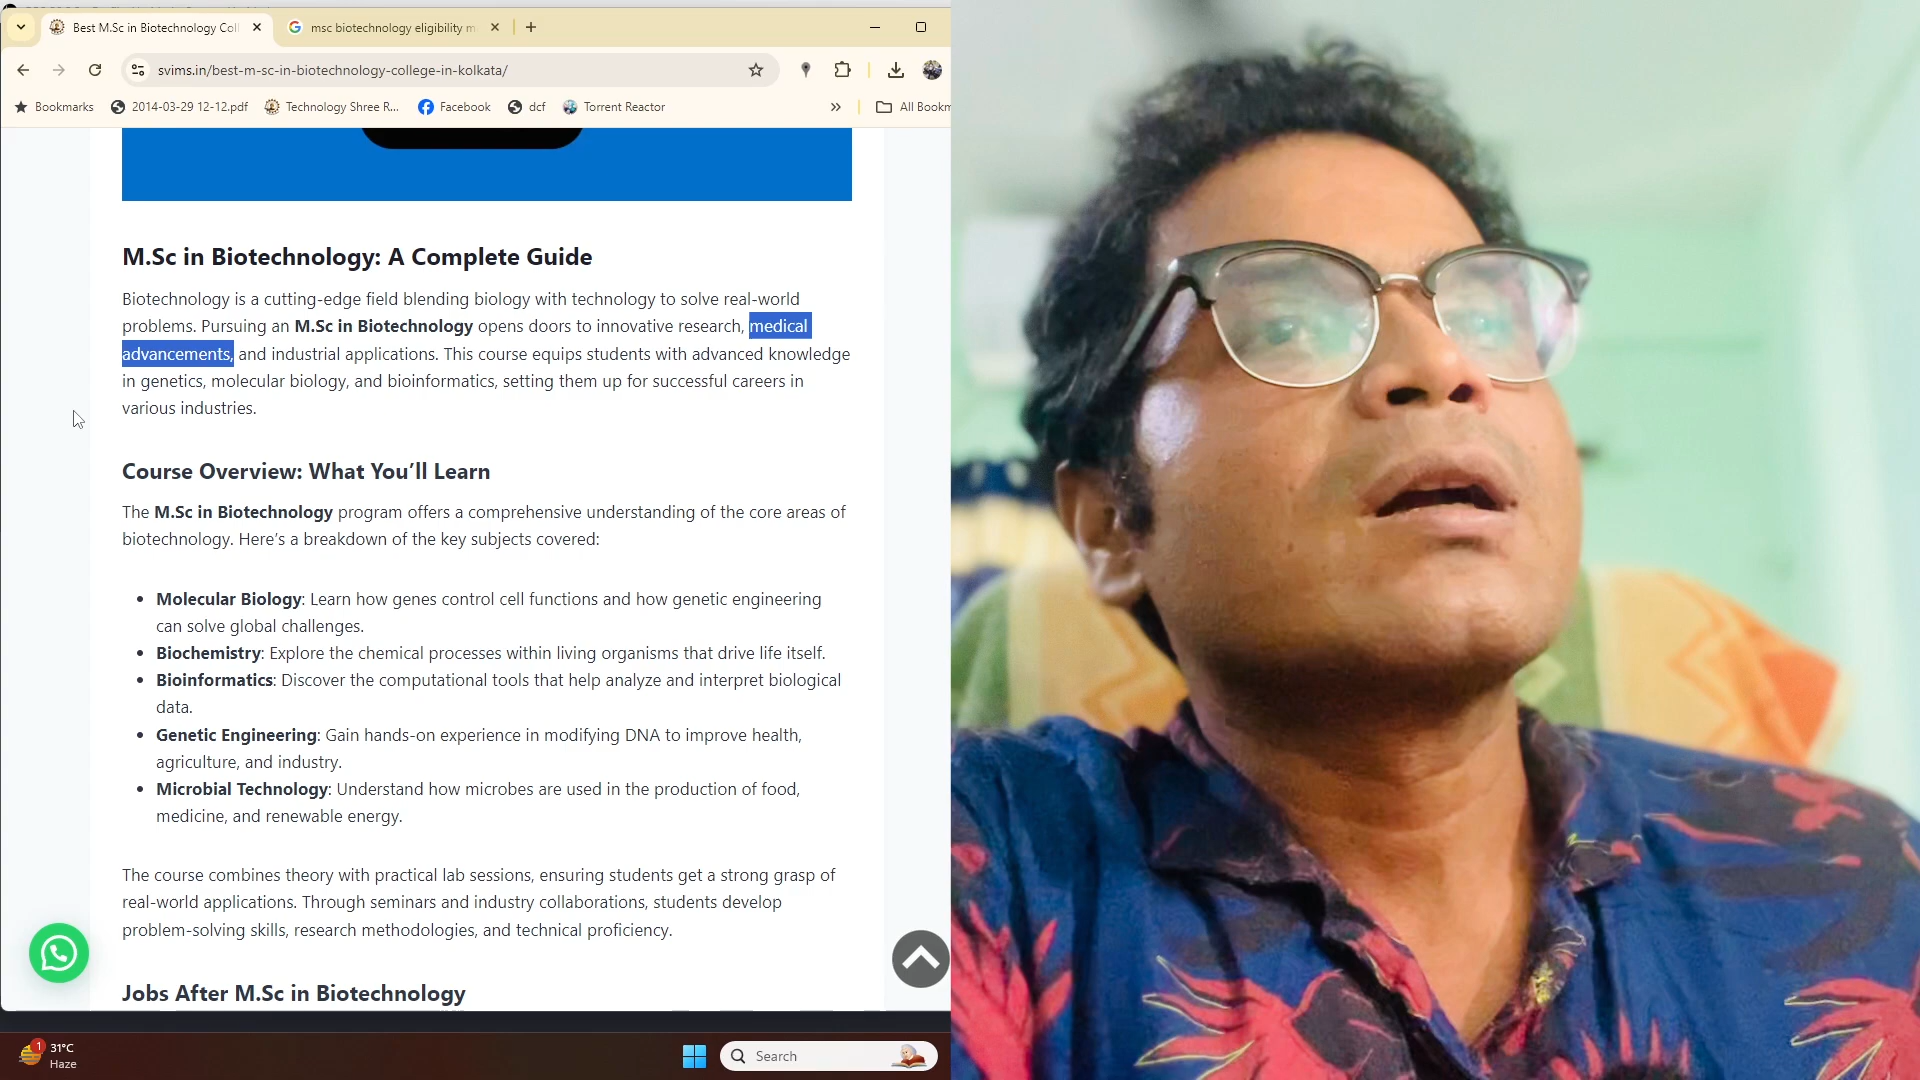 Best M.Sc in Biotechnology Coll
msc biotechnology eligibility m
svims.in/best-m-sc-in-biotechnology-college-in-kolkata/
Bookmarks
2014-03-29 12-12.pdf
Technology Shree R...
Facebook
dcf
Torrent Reactor
»
All Bookm
M.Sc in Biotechnology: A Complete Guide
Biotechnology is a cutting-edge field blending biology with technology to solve real-world
problems. Pursuing an M.Sc in Biotechnology opens doors to innovative research, medical
advancements, and industrial applications. This course equips students with advanced knowledge
in genetics, molecular biology, and bioinformatics, setting them up for successful careers in
various industries.
Course Overview: What You’ll Learn
The M.Sc in Biotechnology program offers a comprehensive understanding of the core areas of
biotechnology. Here’s a breakdown of the key subjects covered:
• Molecular Biology: Learn how genes control cell functions and how genetic engineering
can solve global challenges.
• Biochemistry: Explore the chemical processes within living organisms that drive life itself.
• Bioinformatics: Discover the computational tools that help analyze and interpret biological
data.
• Genetic Engineering: Gain hands-on experience in modifying DNA to improve health,
agriculture, and industry.
• Microbial Technology: Understand how microbes are used in the production of food,
medicine, and renewable energy.
The course combines theory with practical lab sessions, ensuring students get a strong grasp of
real-world applications. Through seminars and industry collaborations, students develop
problem-solving skills, research methodologies, and technical proficiency.
Jobs After M.Sc in Biotechnology
1
31°C
Haze
Search